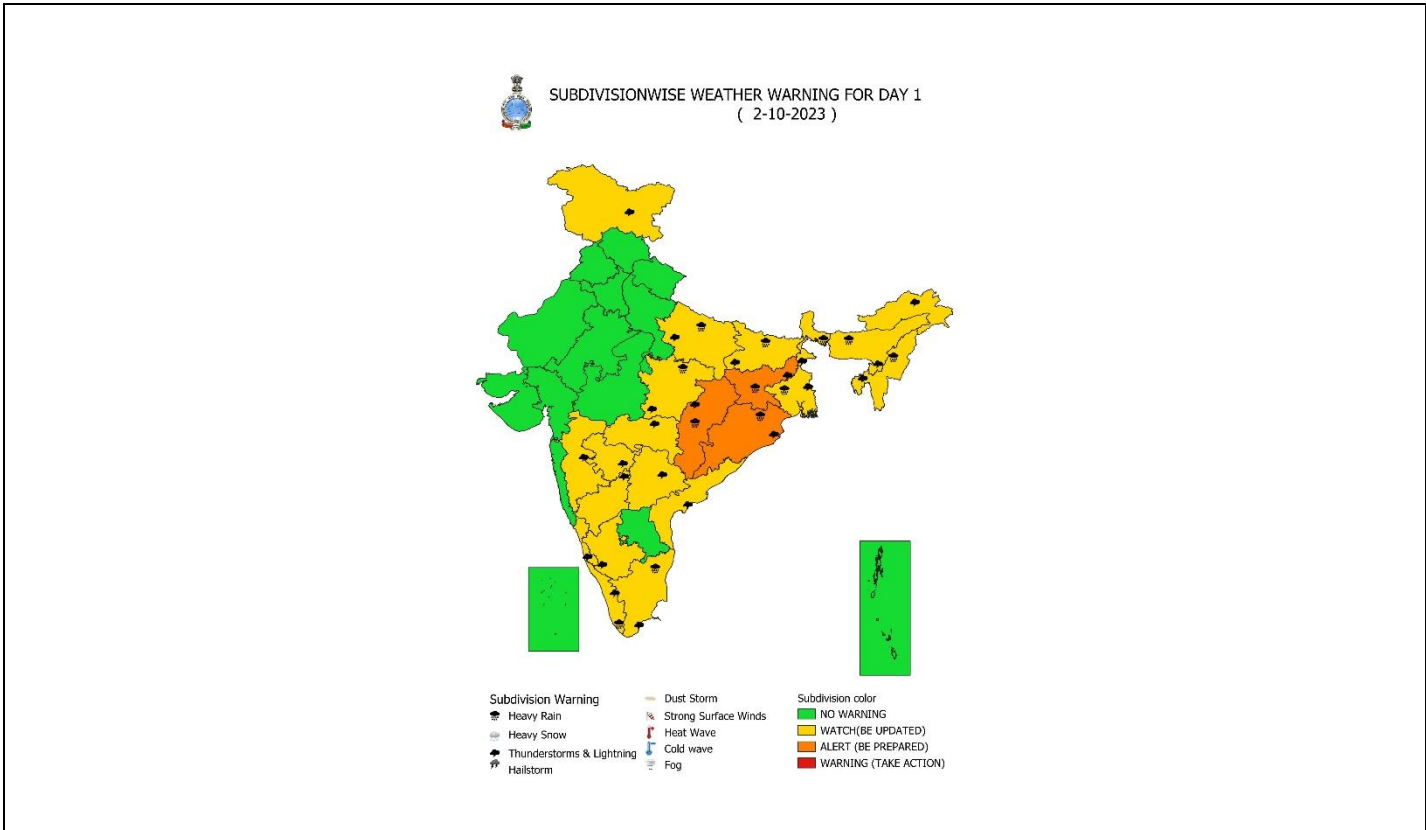 SUBDIVISIONWISE WEATHER WARNING FOR DAY 1
( 2-10-2023 )
Subdivision Warning
Heavy Rain
Heavy Snow
Thunderstorms & Lightning
Hailstorm
Dust Storm
Strong Surface Winds
Heat Wave
Cold wave
Fog
Subdivision color
NO WARNING
WATCH(BE UPDATED)
ALERT (BE PREPARED)
WARNING (TAKE ACTION)